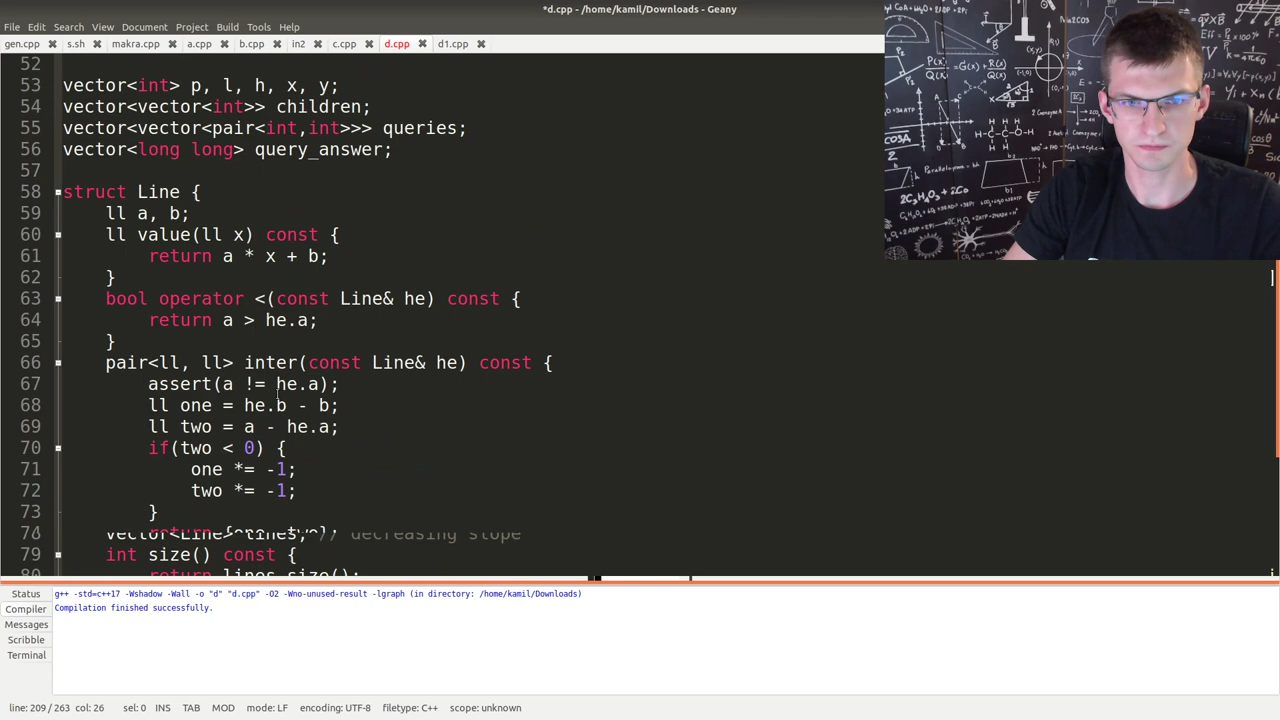 *d.cpp - /home/kamil/Downloads - Geany
File Edit Search View Document Project Build Tools Help
gen.cpp s.sh makra.cpp a.cpp b.cpp in2 c.cpp d.cpp d1.cpp
52
53 vector<int> p, l, h, x, y;
54 vector<vector<int>> children;
55 vector<vector<pair<int,int>>> queries;
56 vector<long long> query_answer;
57
58 struct Line {
59 ll a, b;
60 ll value(ll x) const {
61 return a * x + b;
62 }
63 bool operator <(const Line& he) const {
64 return a > he.a;
65 }
66 pair<ll, ll> inter(const Line& he) const {
67 assert(a != he.a);
68 ll one = he.b - b;
69 ll two = a - he.a;
70 if(two < 0) {
71 one *= -1;
72 two *= -1;
73 }
// decreasing slope
79 int size() const {
return lines.size();
Status
Compiler
Messages
Scribble
Terminal
g++ -std=c++17 -Wshadow -Wall -o "d" "d.cpp" -O2 -Wno-unused-result -lgraph (in directory: /home/kamil/Downloads)
Compilation finished successfully.
line: 209 / 263 col: 26 sel: 0 INS TAB MOD mode: LF encoding: UTF-8 filetype: C++ scope: unknown